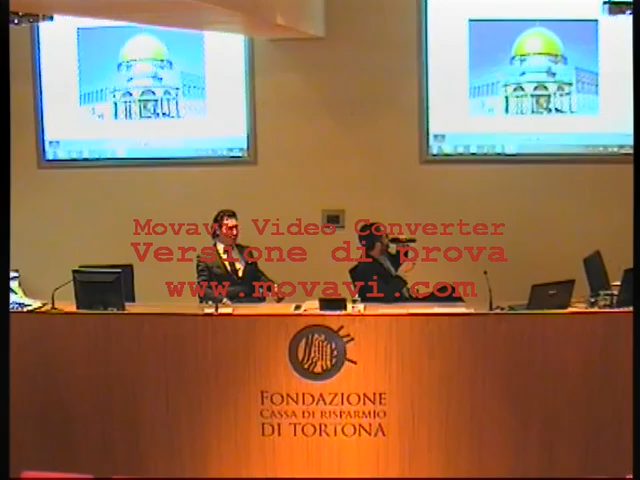 Movavi Video Converter
Versione di prova
www.movavi.com
FONDAZIONE
CASSA DI RISPARMIO
DI TORTONA